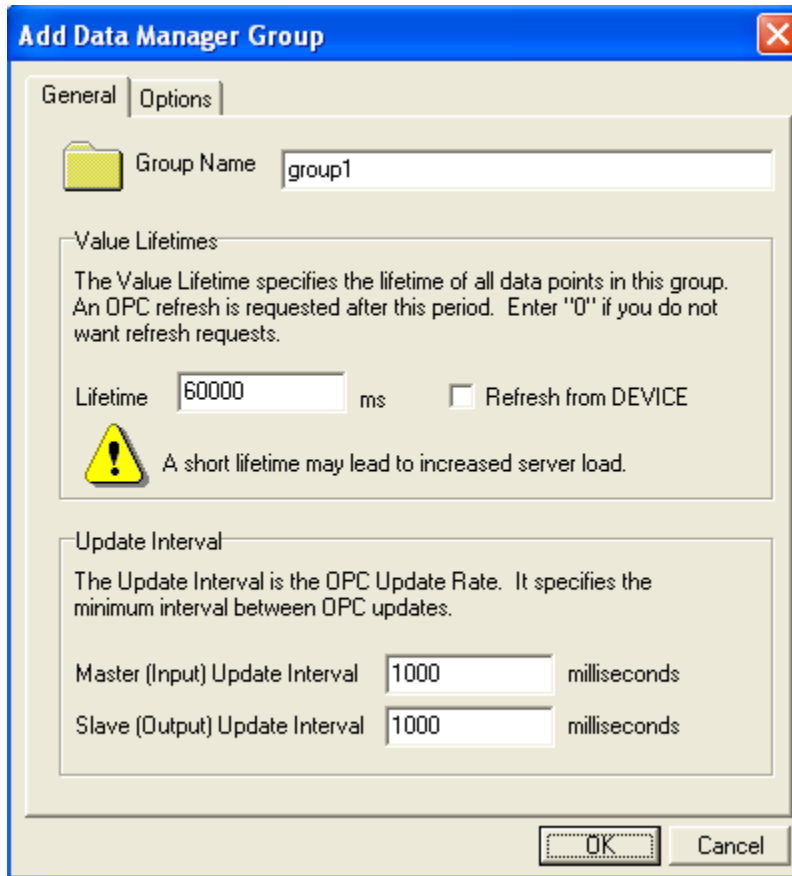 Add Data Manager Group
General Options
Group Name group1
Value Lifetimes
The Value Lifetime specifies the lifetime of all data points in this group.
An OPC refresh is requested after this period. Enter "0" if you do not
want refresh requests.
Lifetime 60000 ms Refresh from DEVICE
A short lifetime may lead to increased server load.
Update Interval
The Update Interval is the OPC Update Rate. It specifies the
minimum interval between OPC updates.
Master (Input) Update Interval 1000 milliseconds
Slave (Output) Update Interval 1000 milliseconds
OK Cancel